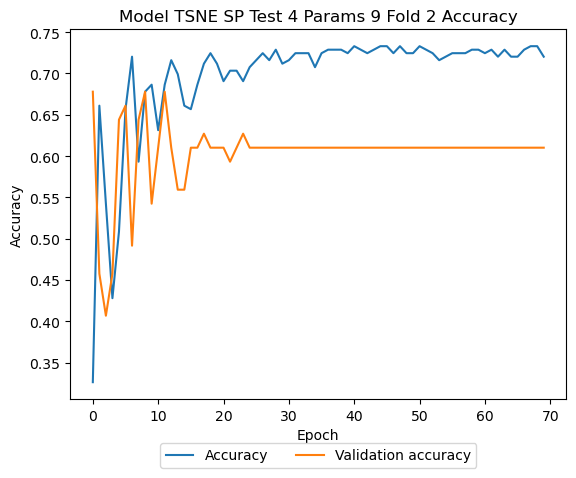 Model TSNE SP Test 4 Params 9 Fold 2 Accuracy
0.75
0.70
0.65
0.60
0.55
0.50
0.45
0.40
0.35
Accuracy
0 10 20 30 40 50 60 70
Epoch
Accuracy Validation accuracy